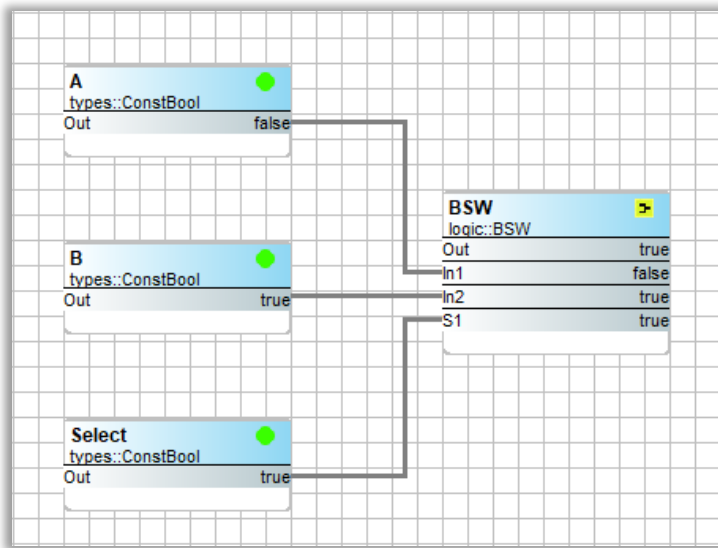 A
types::ConstBool
Out false
B
types::ConstBool
Out true
Select
types::ConstBool
Out true
BSW
logic::BSW
Out true
In1 false
In2 true
S1 true